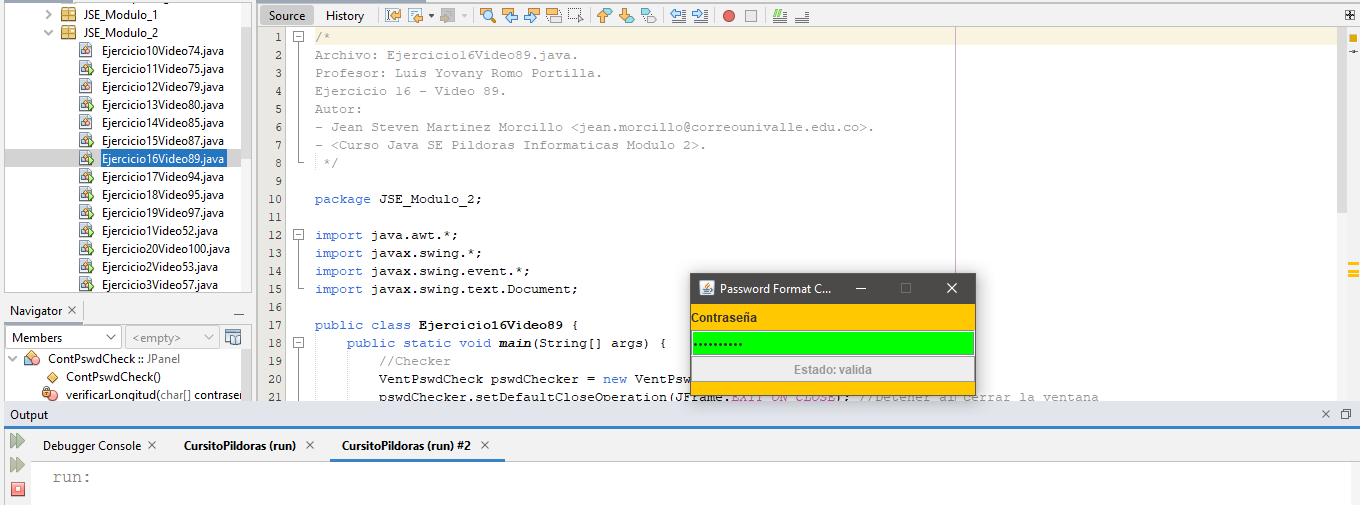 JSE_Modulo_1
JSE_Modulo_2
Ejercicio10Video74.java
Ejercicio11Video75.java
Ejercicio12Video79.java
Ejercicio13Video80.java
Ejercicio14Video85.java
Ejercicio15Video87.java
Ejercicio16Video89.java
Ejercicio17Video94.java
Ejercicio18Video95.java
Ejercicio19Video97.java
Ejercicio1Video52.java
Ejercicio20Video100.java
Ejercicio2Video53.java
Ejercicio3Video57.java
Navigator
Members
<empty>
ContPswdCheck :: JPanel
ContPswdCheck()
verificarLongitud(char[] contraser
Source History
1 /*
2 Archivo: Ejercicio16Video89.java.
3 Profesor: Luis Yovany Romo Portilla.
4 Ejercicio 16 - Video 89.
5 Autor:
6 - Jean Steven Martinez Morcillo <jean.morcillo@correounivalle.edu.co>.
7 - <Curso Java SE Pildoras Informaticas Modulo 2>.
8 */
9
10 package JSE_Modulo_2;
11
12 import java.awt.*;
13 import javax.swing.*;
14 import javax.swing.event.*;
15 import javax.swing.text.Document;
16
17 public class Ejercicio16Video89 {
18 public static void main(String[] args) {
19 //Checker
20 VentPswdCheck pswdChecker = new VentPsw
21 pswdChecker.setDefaultCloseOperation(JFrame.EXIT_ON_CLOSE); //Detener al cerrar la ventana
Password Format C...
Contraseña
••••••••••
Estado: valida
Output
Debugger Console CursitoPildoras (run) CursitoPildoras (run) #2
run: